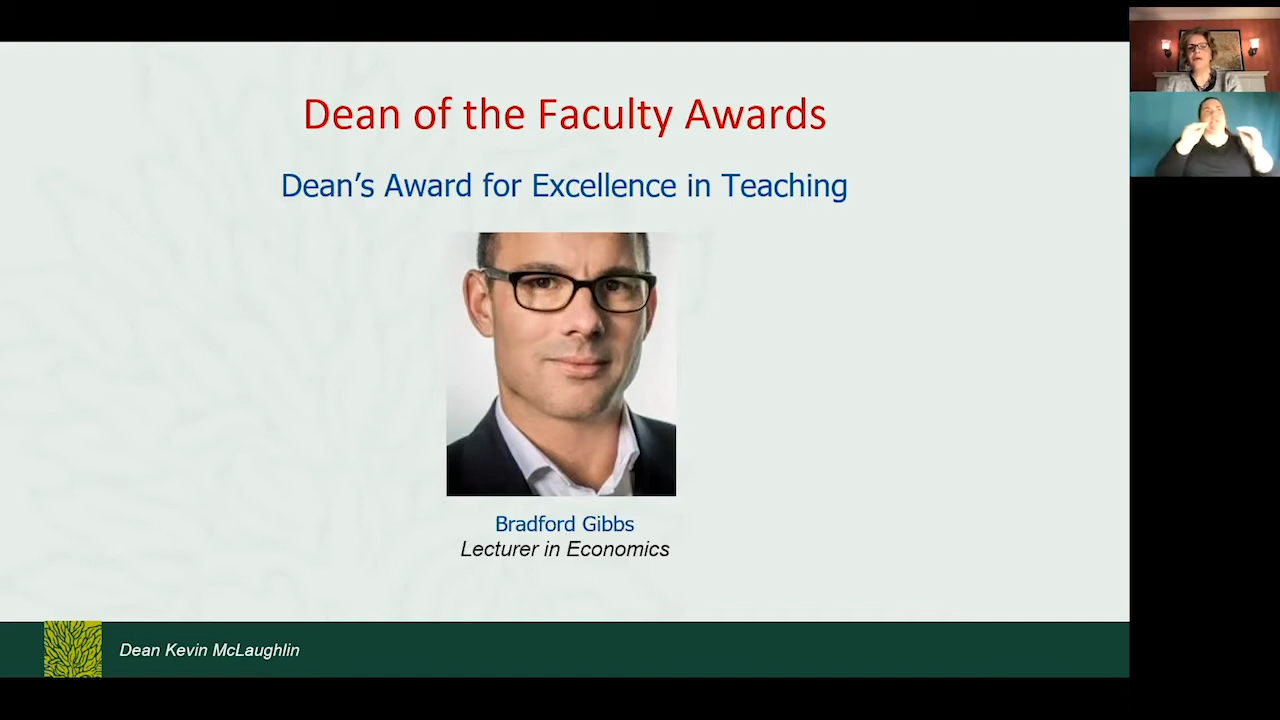 Dean of the Faculty Awards
Dean’s Award for Excellence in Teaching
Bradford Gibbs
Lecturer in Economics
Dean Kevin McLaughlin